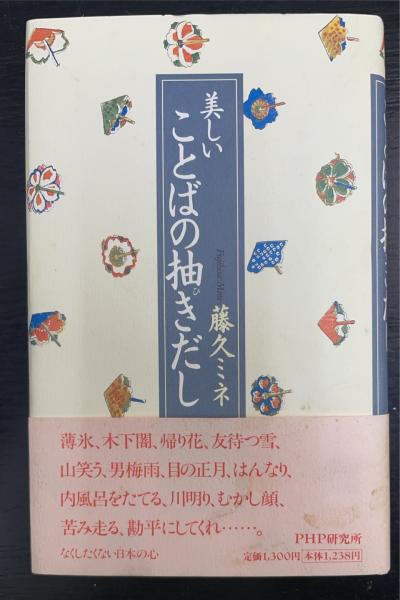 美しい
ことばの抽きだし
ひ
Fujihisa Mine
藤久ミネ
薄氷、木下闇、帰り花、友待つ雪、
山笑う、男梅雨、目の正月、はんなり、
内風呂をたてる、川明り、むかし顔、
苦み走る、勘平にしてくれ……。
なくしたくない日本の心
PHP研究所
定価1,300円 本体1,238円